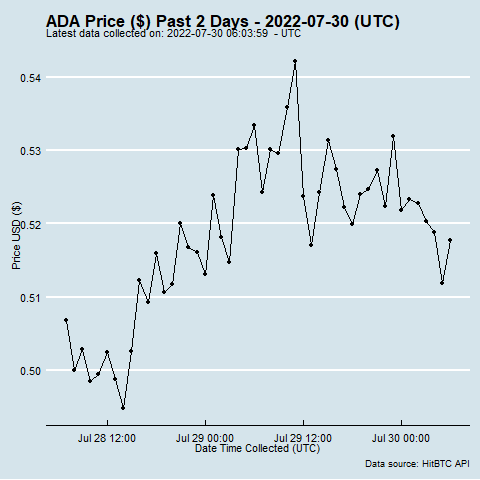 ADA Price ($) Past 2 Days - 2022-07-30 (UTC)
Latest data collected on: 2022-07-30 06:03:59  - UTC
0.54
0.53
0.52
0.51
0.50
Price USD ($)
Jul 28 12:00 Jul 29 00:00 Jul 29 12:00 Jul 30 00:00
Date Time Collected (UTC)
Data source: HitBTC API